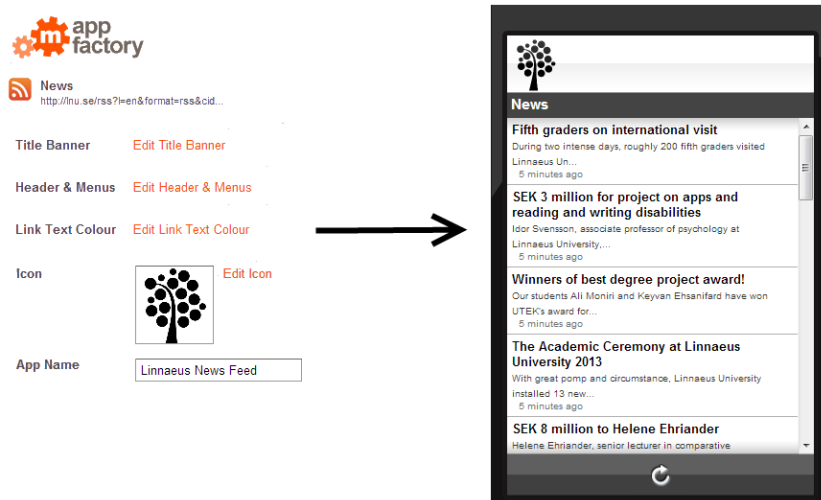 m app
factory
News
http://lnu.se/rss?l=en&format=rss&cid...
Title Banner Edit Title Banner
Header & Menus Edit Header & Menus
Link Text Colour Edit Link Text Colour
Icon Edit Icon
App Name Linnaeus News Feed
News
Fifth graders on international visit
During two intense days, roughly 200 fifth graders visited
Linnaeus Un...
5 minutes ago
SEK 3 million for project on apps and
reading and writing disabilities
Idor Svensson, associate professor of psychology at
Linnaeus University,...
5 minutes ago
Winners of best degree project award!
Our students Ali Moniri and Keyvan Ehsanifard have won
UTEK's award for...
5 minutes ago
The Academic Ceremony at Linnaeus
University 2013
With great pomp and circumstance, Linnaeus University
installed 13 new...
5 minutes ago
SEK 8 million to Helene Ehriander
Helene Ehriander, senior lecturer in comparative